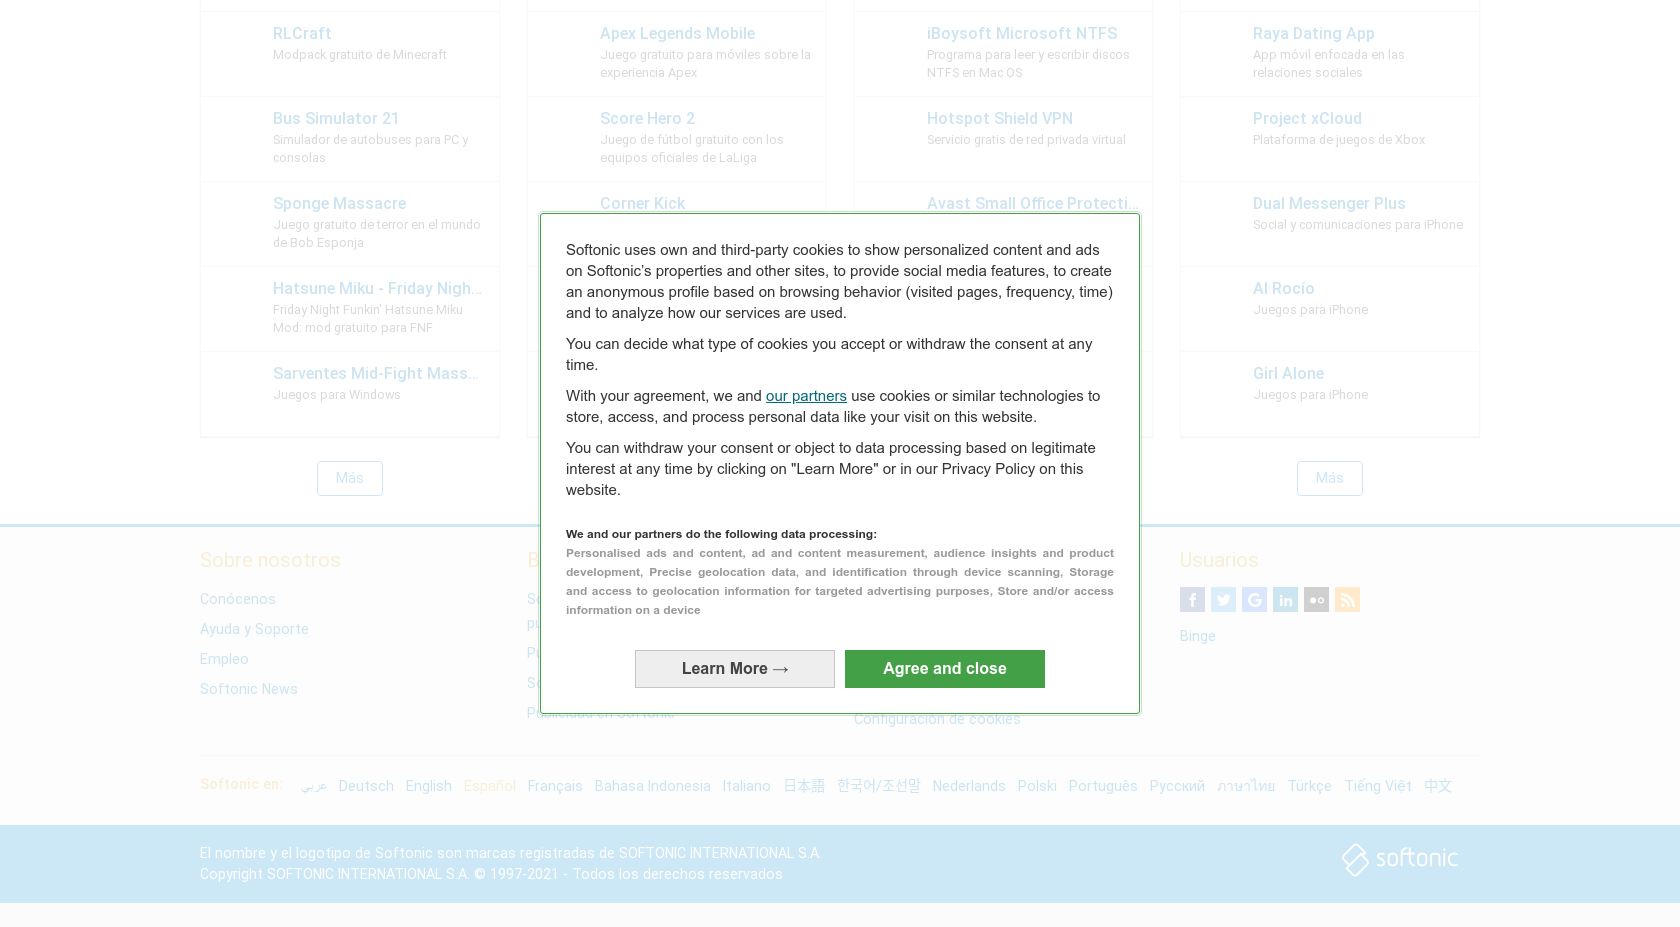 RLCraft
Modpack gratuito de Minecraft
Bus Simulator 21
Simulador de autobuses para PC y
consolas
Sponge Massacre
Juego gratuito de terror en el mundo
de Bob Esponja
Hatsune Miku - Friday Nigh...
Friday Night Funkin' Hatsune Miku
Mod: mod gratuito para FNF
Sarventes Mid-Fight Mass...
Juegos para Windows
Más
Apex Legends Mobile
Juego gratuito para móviles sobre la
experiencia Apex
Score Hero 2
Juego de fútbol gratuito con los
equipos oficiales de LaLiga
Corner Kick
iBoysoft Microsoft NTFS
Programa para leer y escribir discos
NTFS en Mac OS
Hotspot Shield VPN
Servicio gratis de red privada virtual
Avast Small Office Protecti...
Raya Dating App
App móvil enfocada en las
relaciones sociales
Project xCloud
Plataforma de juegos de Xbox
Dual Messenger Plus
Social y comunicaciones para iPhone
Al Rocío
Juegos para iPhone
Girl Alone
Juegos para iPhone
Más
Softonic uses own and third-party cookies to show personalized content and ads
on Softonic's properties and other sites, to provide social media features, to create
an anonymous profile based on browsing behavior (visited pages, frequency, time)
and to analyze how our services are used.
You can decide what type of cookies you accept or withdraw the consent at any
time.
With your agreement, we and our partners use cookies or similar technologies to
store, access, and process personal data like your visit on this website.
You can withdraw your consent or object to data processing based on legitimate
interest at any time by clicking on "Learn More" or in our Privacy Policy on this
website.
We and our partners do the following data processing:
Personalised ads and content, ad and content measurement, audience insights and product
development, Precise geolocation data, and identification through device scanning, Storage
and access to geolocation information for targeted advertising purposes, Store and/or access
information on a device
Learn More →
Agree and close
Sobre nosotros
Conócenos
Ayuda y Soporte
Empleo
Softonic News
Publicidad en Softonic
Configuración de cookies
Usuarios
Binge
Softonic en: عربي Deutsch English Español Français Bahasa Indonesia Italiano 日本語 한국어/조선말 Nederlands Polski Português Русский ภาษาไทย Türkçe Tiếng Việt 中文
El nombre y el logotipo de Softonic son marcas registradas de SOFTONIC INTERNATIONAL S.A.
Copyright SOFTONIC INTERNATIONAL S.A. © 1997-2021 - Todos los derechos reservados
softonic